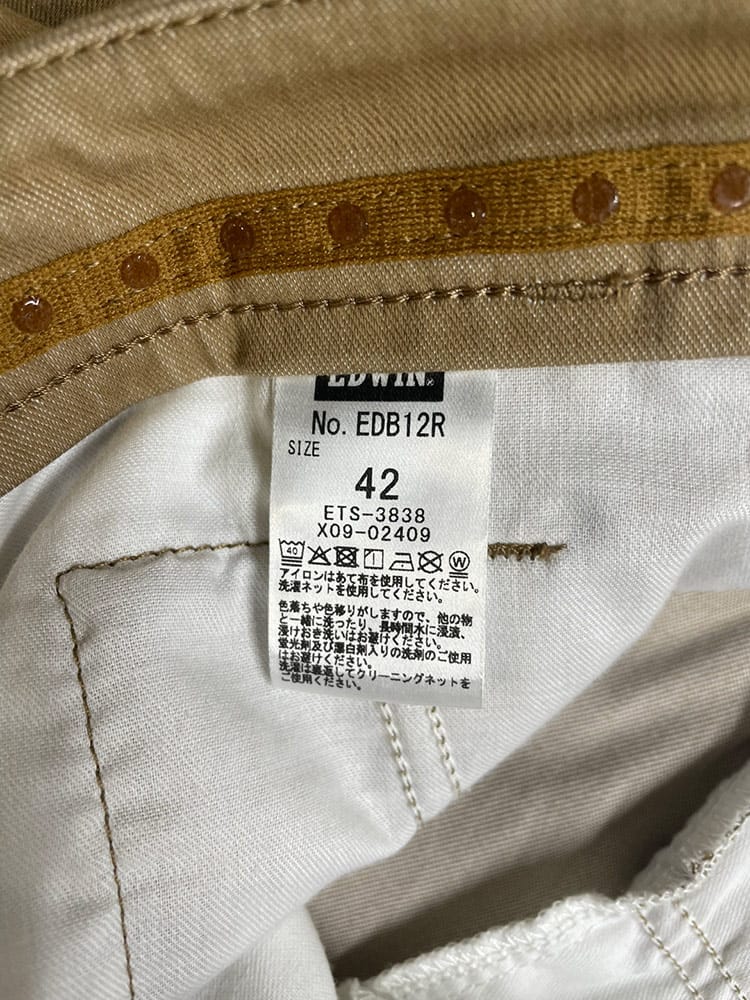 EDWIN®
No. EDB12R
SIZE
42
ETS-3838
X09-02409
40 W
アイロンはあて布を使用してください。
洗濯ネットを使用してください。
色落ちや色移りがしますので、他の物
と一緒に洗ったり、長時間水に浸漬、
浸けおき洗いはお避けください。
蛍光剤及び漂白剤入りの洗剤のご使用
はお避けください。
洗濯は裏返してクリーニングネットを
ご使用ください。